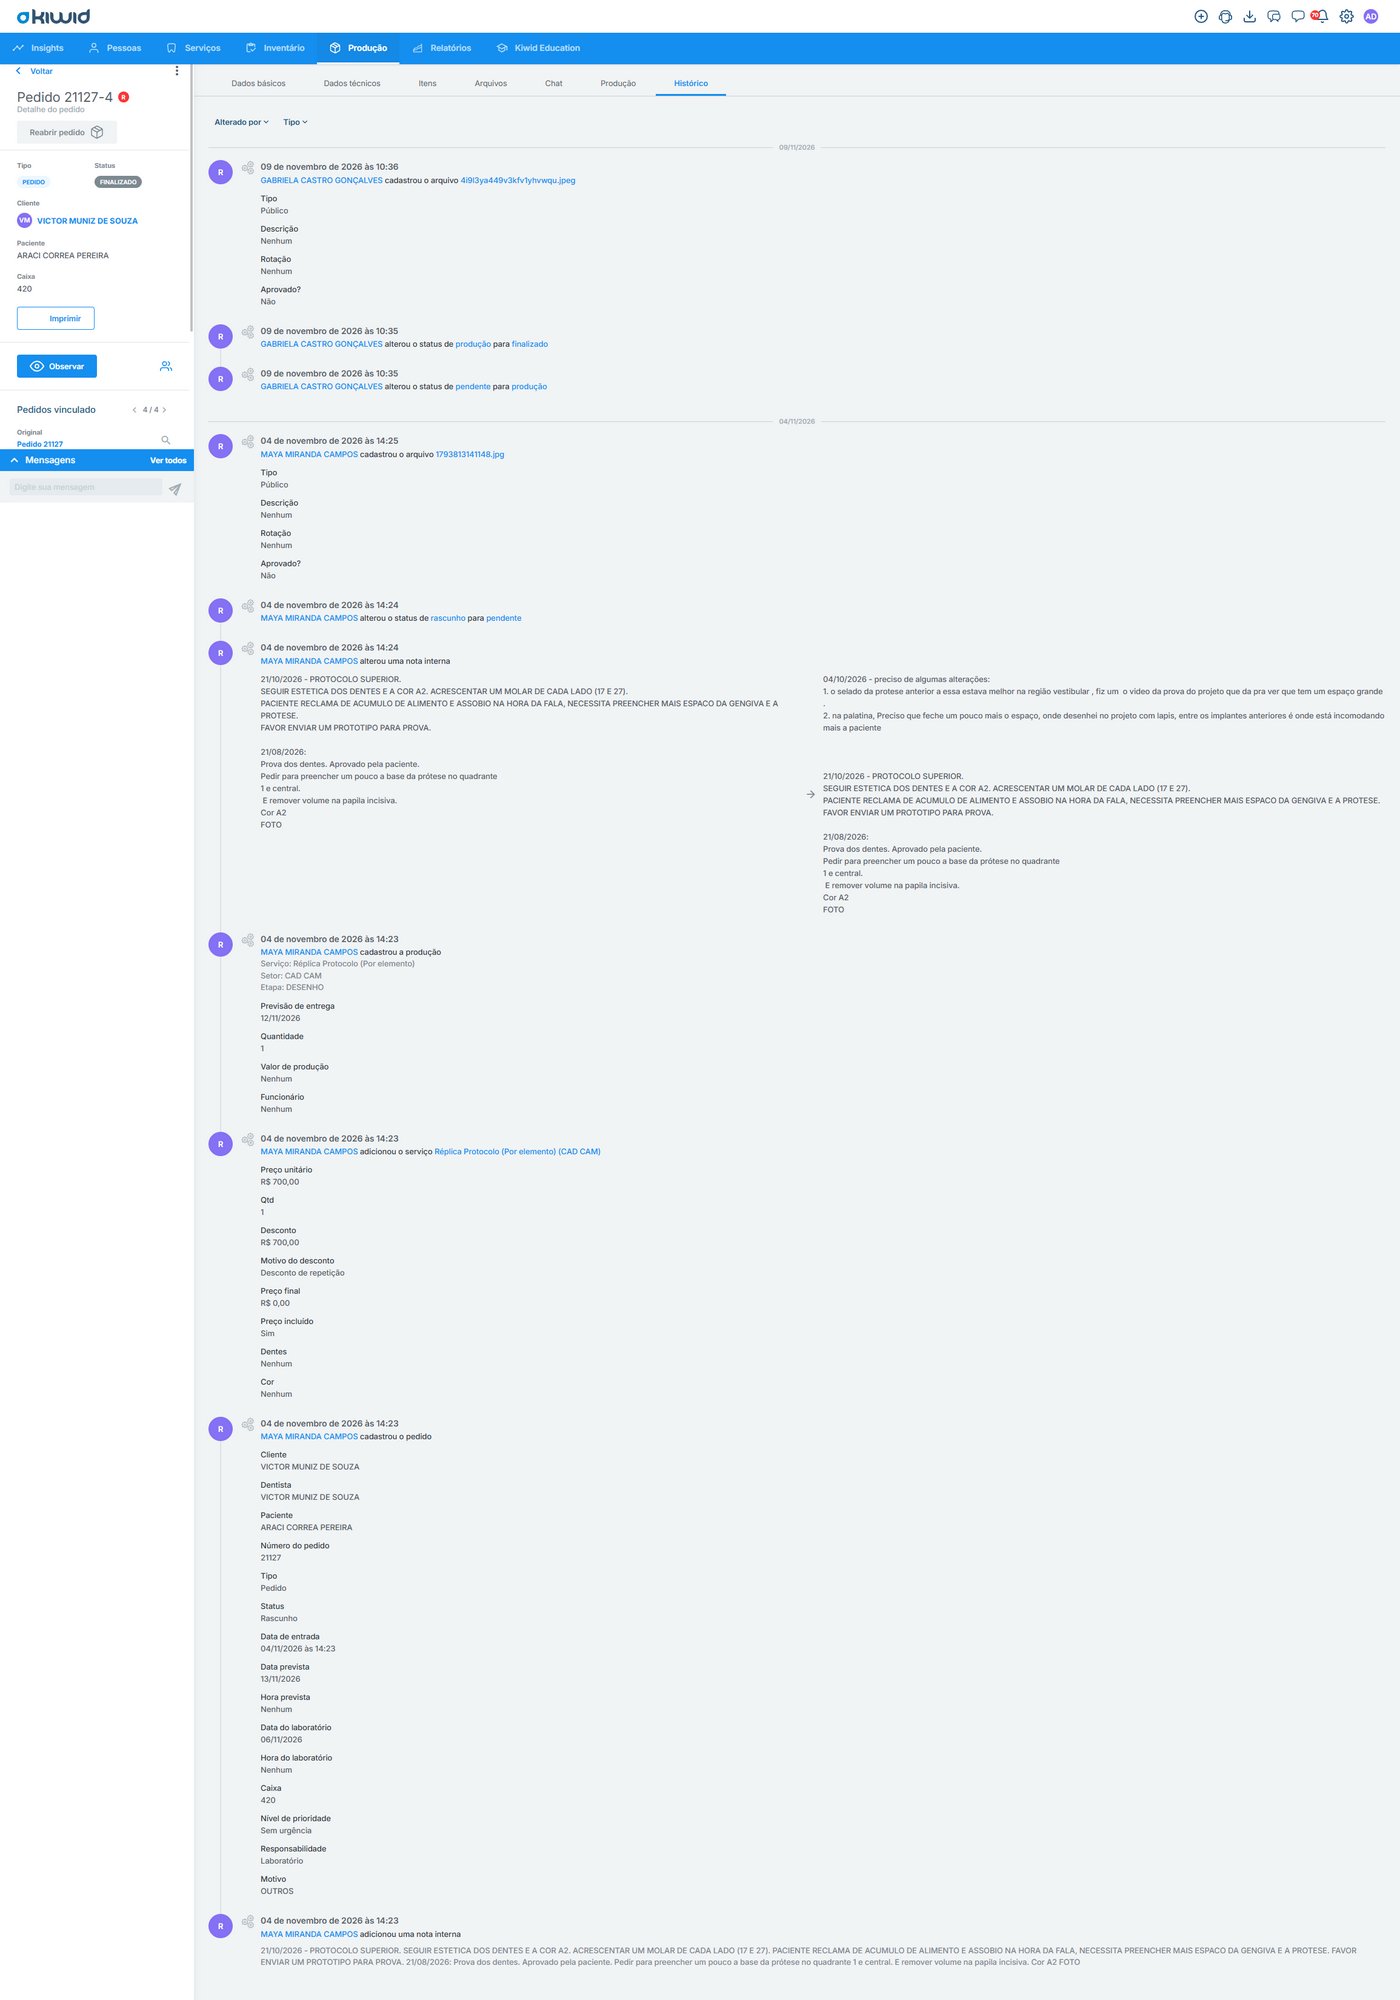 akiwid
70
AD
Insights
Pessoas
Serviços
Inventário
Produção
Relatórios
Kiwid Education
Voltar
Pedido 21127-4 R
Detalhe do pedido
Reabrir pedido
Tipo
Status
PEDIDO
FINALIZADO
Cliente
VM VICTOR MUNIZ DE SOUZA
Paciente
ARACI CORREA PEREIRA
Caixa
420
Imprimir
Observar
Pedidos vinculado
4 / 4
Original
Pedido 21127
Mensagens
Ver todos
Digite sua mensagem
Dados básicos
Dados técnicos
Itens
Arquivos
Chat
Produção
Histórico
Alterado por
Tipo
09/11/2026
R
09 de novembro de 2026 às 10:36
GABRIELA CASTRO GONÇALVES cadastrou o arquivo 4i9l3ya449v3kfv1yhvwqu.jpeg
Tipo
Público
Descrição
Nenhum
Rotação
Nenhum
Aprovado?
Não
R
09 de novembro de 2026 às 10:35
GABRIELA CASTRO GONÇALVES alterou o status de produção para finalizado
R
09 de novembro de 2026 às 10:35
GABRIELA CASTRO GONÇALVES alterou o status de pendente para produção
04/11/2026
R
04 de novembro de 2026 às 14:25
MAYA MIRANDA CAMPOS cadastrou o arquivo 1793813141148.jpg
Tipo
Público
Descrição
Nenhum
Rotação
Nenhum
Aprovado?
Não
R
04 de novembro de 2026 às 14:24
MAYA MIRANDA CAMPOS alterou o status de rascunho para pendente
R
04 de novembro de 2026 às 14:24
MAYA MIRANDA CAMPOS alterou uma nota interna
21/10/2026 - PROTOCOLO SUPERIOR.
SEGUIR ESTETICA DOS DENTES E A COR A2. ACRESCENTAR UM MOLAR DE CADA LADO (17 E 27).
PACIENTE RECLAMA DE ACUMULO DE ALIMENTO E ASSOBIO NA HORA DA FALA, NECESSITA PREENCHER MAIS ESPACO DA GENGIVA E A
PROTESE.
FAVOR ENVIAR UM PROTOTIPO PARA PROVA.
21/08/2026:
Prova dos dentes. Aprovado pela paciente.
Pedir para preencher um pouco a base da prótese no quadrante
1 e central.
E remover volume na papila incisiva.
Cor A2
FOTO
04/10/2026 - preciso de algumas alterações:
1. o selado da protese anterior a essa estava melhor na região vestibular , fiz um o video da prova do projeto que da pra ver que tem um espaço grande
.
2. na palatina, Preciso que feche um pouco mais o espaço, onde desenhei no projeto com lapis, entre os implantes anteriores é onde está incomodando
mais a paciente
21/10/2026 - PROTOCOLO SUPERIOR.
SEGUIR ESTETICA DOS DENTES E A COR A2. ACRESCENTAR UM MOLAR DE CADA LADO (17 E 27).
PACIENTE RECLAMA DE ACUMULO DE ALIMENTO E ASSOBIO NA HORA DA FALA, NECESSITA PREENCHER MAIS ESPACO DA GENGIVA E A PROTESE.
FAVOR ENVIAR UM PROTOTIPO PARA PROVA.
21/08/2026:
Prova dos dentes. Aprovado pela paciente.
Pedir para preencher um pouco a base da prótese no quadrante
1 e central.
E remover volume na papila incisiva.
Cor A2
FOTO
R
04 de novembro de 2026 às 14:23
MAYA MIRANDA CAMPOS cadastrou a produção
Serviço: Réplica Protocolo (Por elemento)
Setor: CAD CAM
Etapa: DESENHO
Previsão de entrega
12/11/2026
Quantidade
1
Valor de produção
Nenhum
Funcionário
Nenhum
R
04 de novembro de 2026 às 14:23
MAYA MIRANDA CAMPOS adicionou o serviço Réplica Protocolo (Por elemento) (CAD CAM)
Preço unitário
R$ 700,00
Qtd
1
Desconto
R$ 700,00
Motivo do desconto
Desconto de repetição
Preço final
R$ 0,00
Preço incluído
Sim
Dentes
Nenhum
Cor
Nenhum
R
04 de novembro de 2026 às 14:23
MAYA MIRANDA CAMPOS cadastrou o pedido
Cliente
VICTOR MUNIZ DE SOUZA
Dentista
VICTOR MUNIZ DE SOUZA
Paciente
ARACI CORREA PEREIRA
Número do pedido
21127
Tipo
Pedido
Status
Rascunho
Data de entrada
04/11/2026 às 14:23
Data prevista
13/11/2026
Hora prevista
Nenhum
Data do laboratório
06/11/2026
Hora do laboratório
Nenhum
Caixa
420
Nível de prioridade
Sem urgência
Responsabilidade
Laboratório
Motivo
OUTROS
R
04 de novembro de 2026 às 14:23
MAYA MIRANDA CAMPOS adicionou uma nota interna
21/10/2026 - PROTOCOLO SUPERIOR. SEGUIR ESTETICA DOS DENTES E A COR A2. ACRESCENTAR UM MOLAR DE CADA LADO (17 E 27). PACIENTE RECLAMA DE ACUMULO DE ALIMENTO E ASSOBIO NA HORA DA FALA, NECESSITA PREENCHER MAIS ESPACO DA GENGIVA E A PROTESE. FAVOR
ENVIAR UM PROTOTIPO PARA PROVA. 21/08/2026: Prova dos dentes. Aprovado pela paciente. Pedir para preencher um pouco a base da prótese no quadrante 1 e central. E remover volume na papila incisiva. Cor A2 FOTO